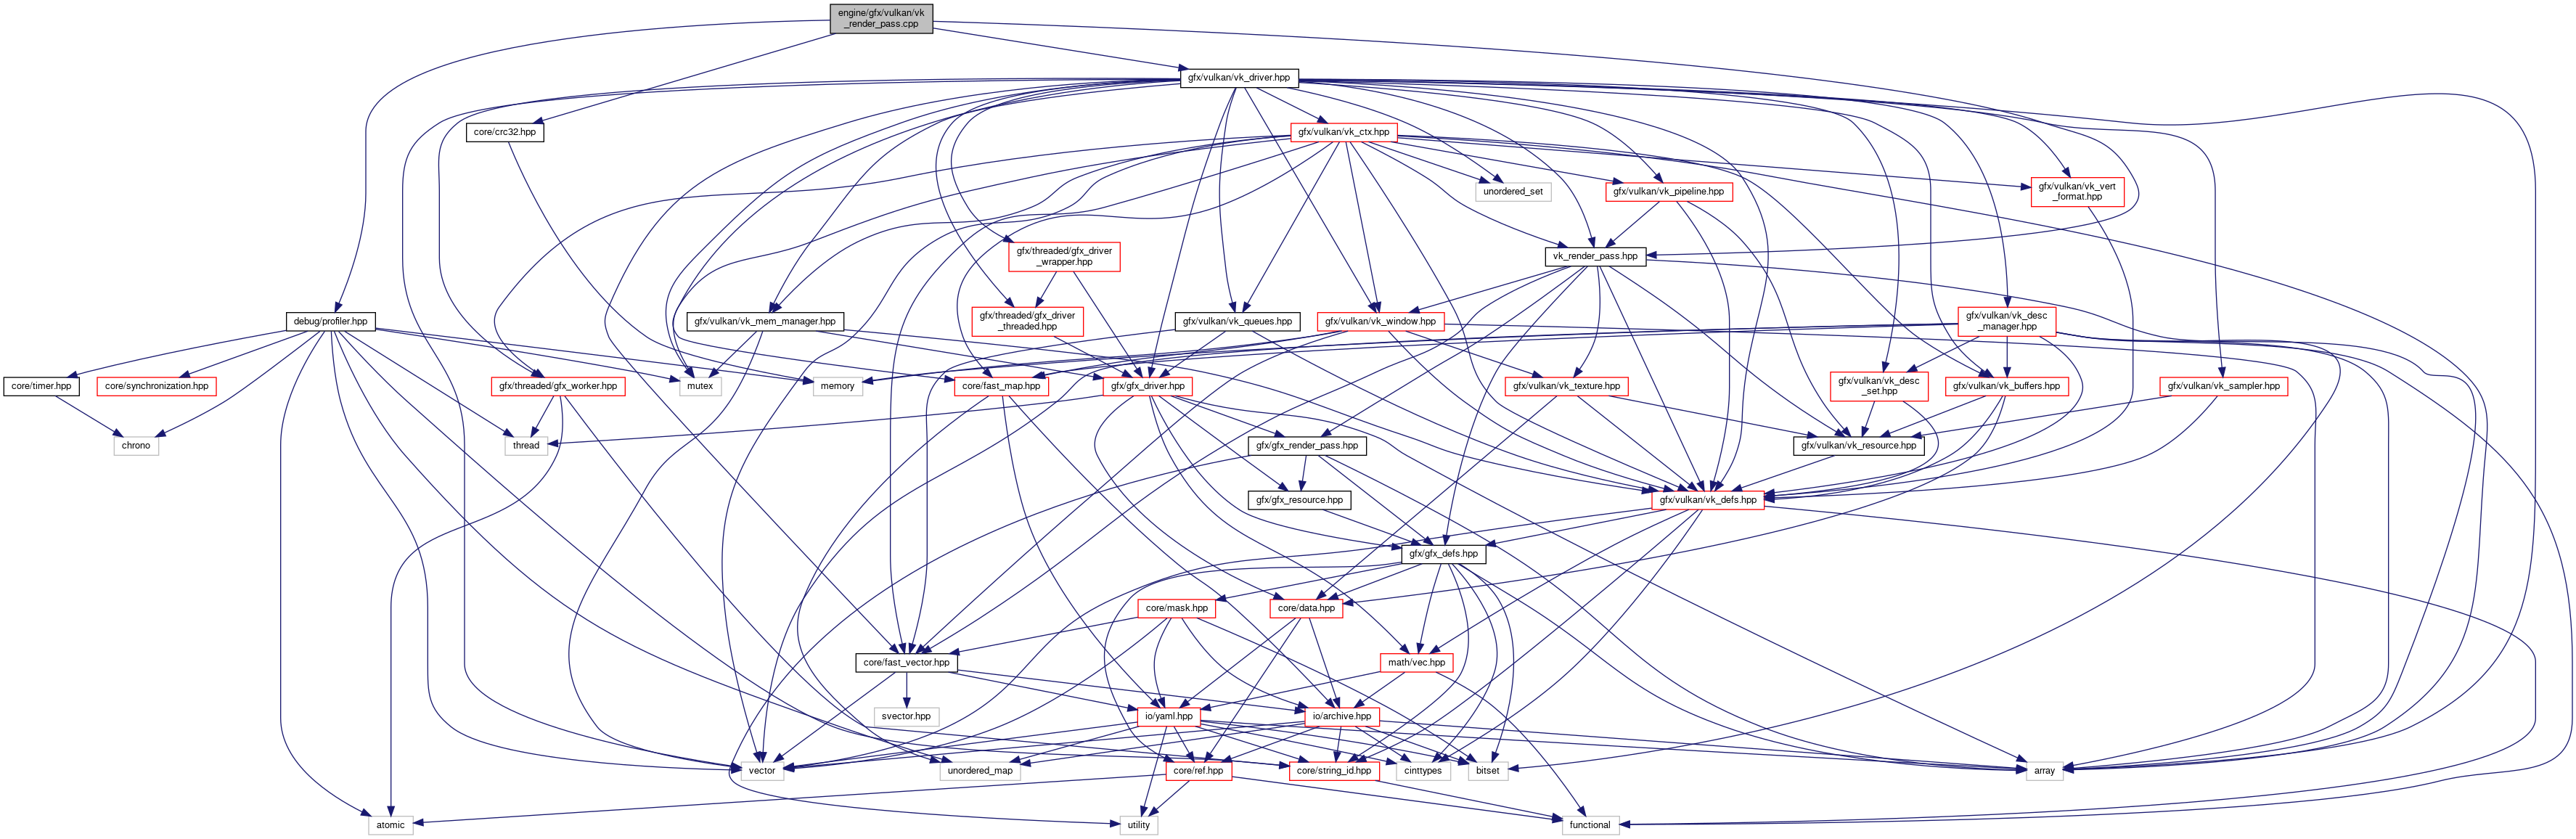 engine/gfx/vulkan/vk
_render_pass.cpp
gfx/vulkan/vk_driver.hpp
core/crc32.hpp
gfx/vulkan/vk_ctx.hpp
gfx/vulkan/vk_pipeline.hpp
unordered_set
gfx/vulkan/vk_vert
_format.hpp
gfx/threaded/gfx_driver
_wrapper.hpp
vk_render_pass.hpp
debug/profiler.hpp
gfx/vulkan/vk_mem_manager.hpp
gfx/threaded/gfx_driver
_threaded.hpp
gfx/vulkan/vk_queues.hpp
gfx/vulkan/vk_window.hpp
gfx/vulkan/vk_desc
_manager.hpp
core/timer.hpp
core/synchronization.hpp
gfx/threaded/gfx_worker.hpp
mutex
memory
core/fast_map.hpp
gfx/gfx_driver.hpp
gfx/vulkan/vk_texture.hpp
gfx/vulkan/vk_desc
_set.hpp
gfx/vulkan/vk_buffers.hpp
gfx/vulkan/vk_sampler.hpp
chrono
thread
gfx/gfx_render_pass.hpp
gfx/vulkan/vk_resource.hpp
gfx/gfx_resource.hpp
gfx/vulkan/vk_defs.hpp
gfx/gfx_defs.hpp
core/mask.hpp
core/data.hpp
core/fast_vector.hpp
math/vec.hpp
svector.hpp
io/yaml.hpp
io/archive.hpp
vector
unordered_map
core/ref.hpp
core/string_id.hpp
cinttypes
bitset
array
atomic
utility
functional